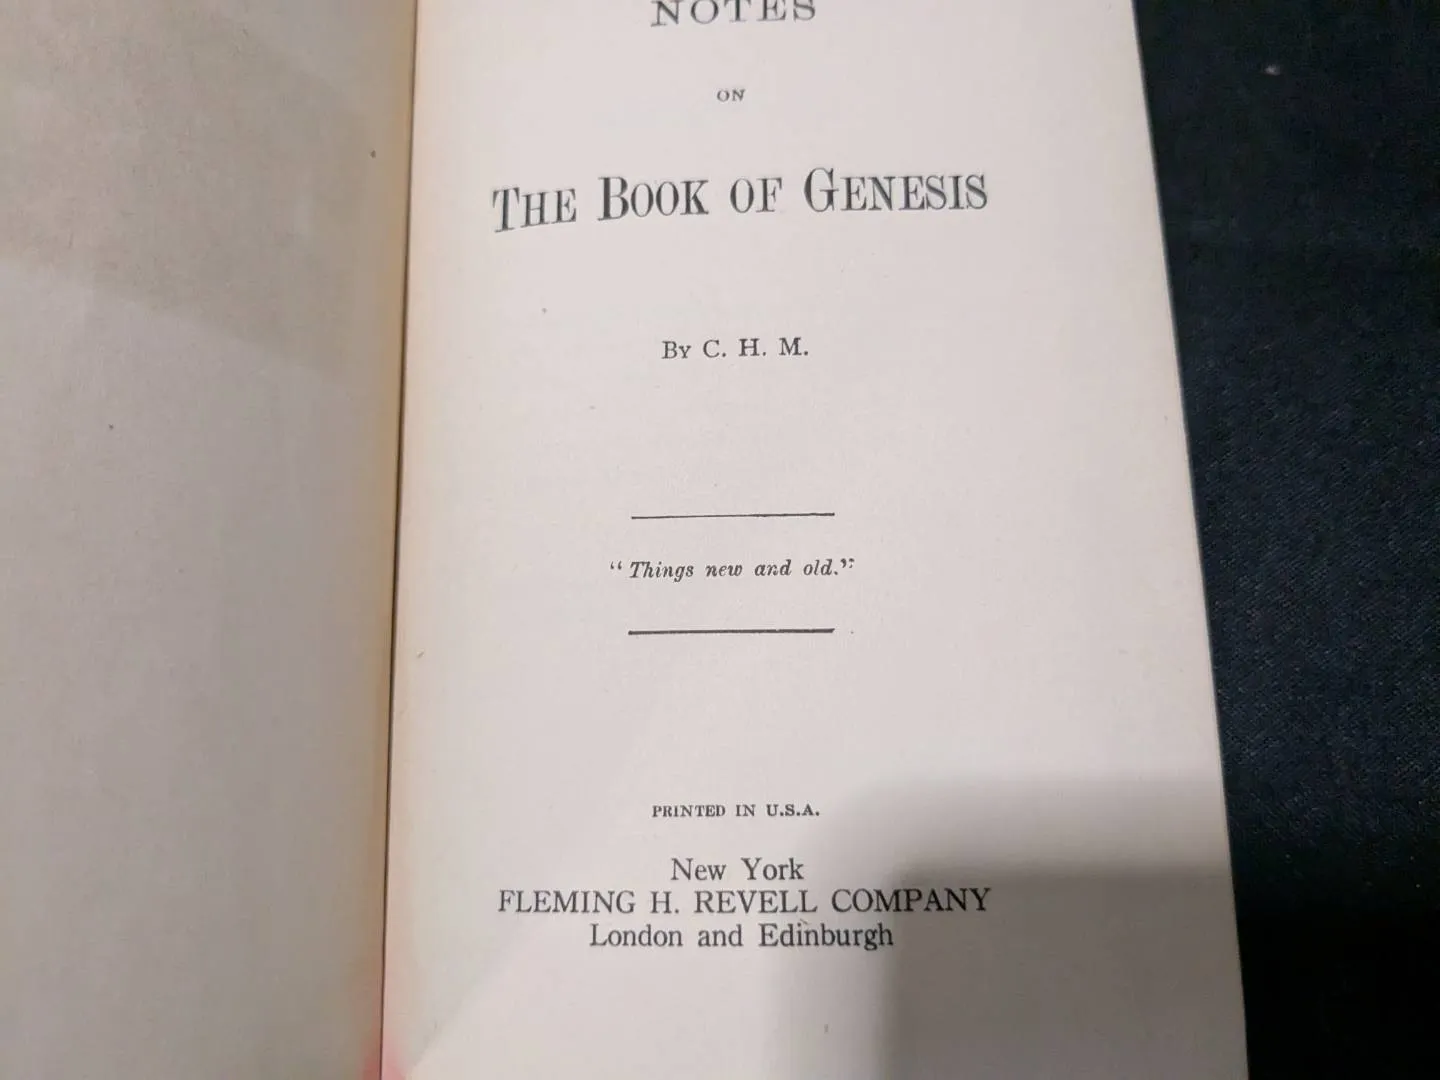 NOTES
ON
THE BOOK OF GENESIS
BY C. H. M.
“Things new and old.”
PRINTED IN U.S.A.
New York
FLEMING H. REVELL COMPANY
London and Edinburgh